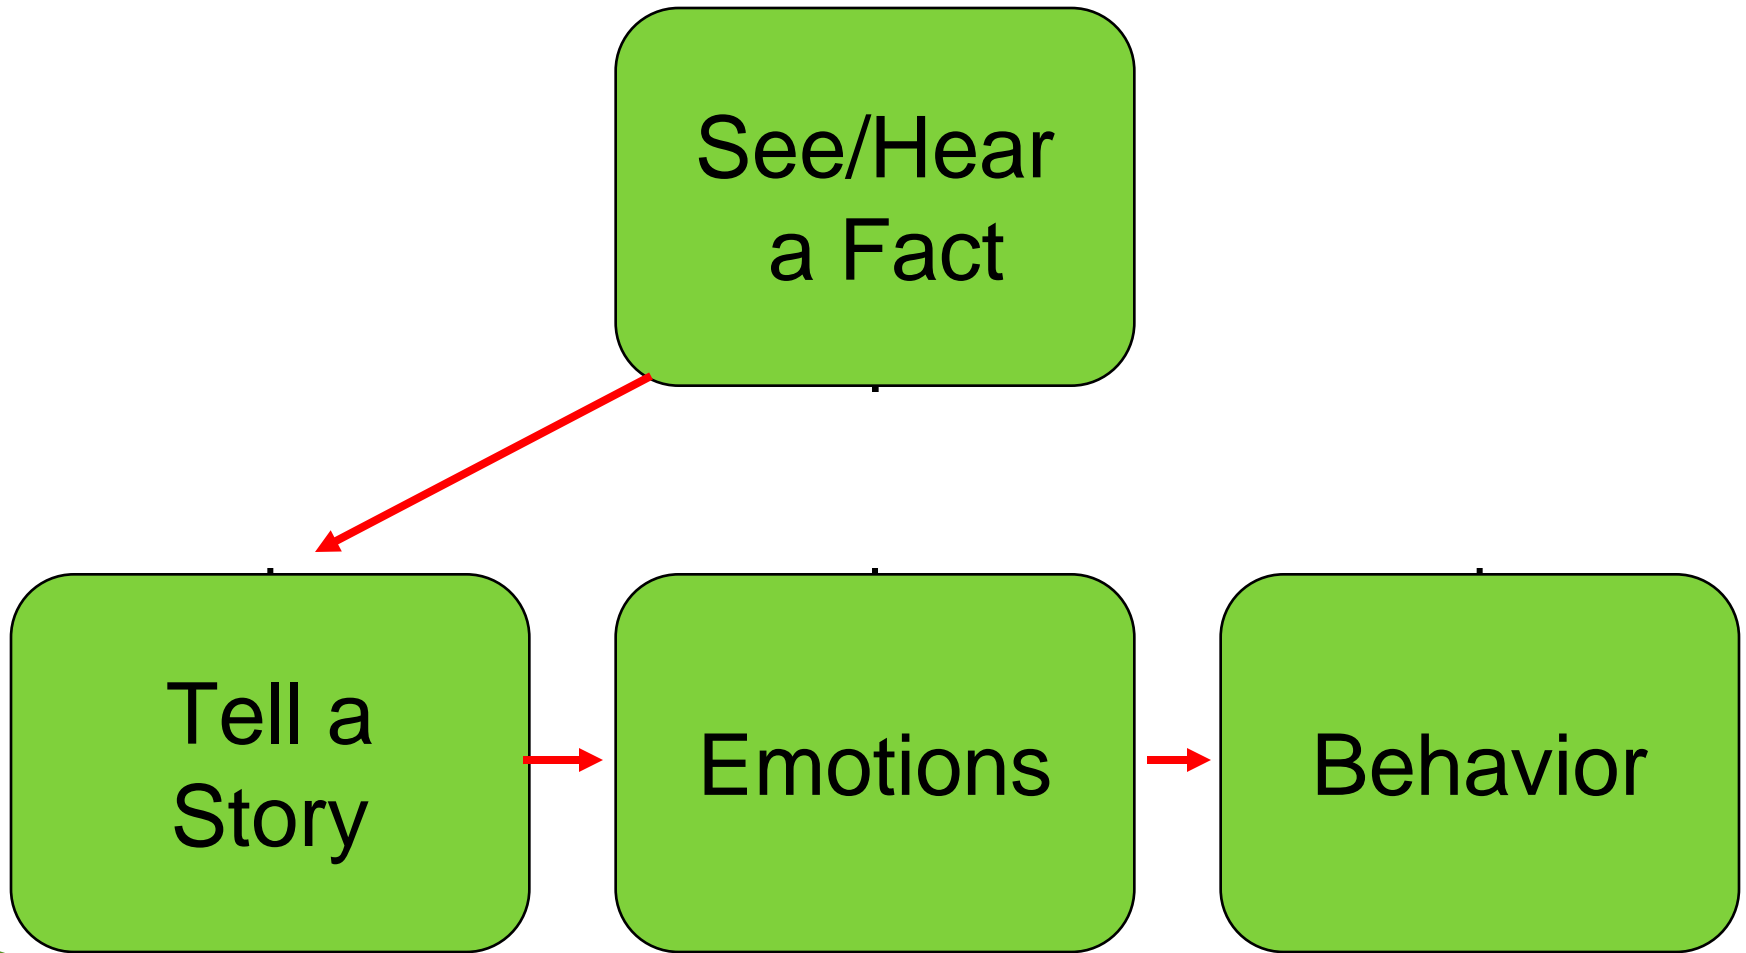 See/Hear
a Fact
Tell a
Story
Emotions
Behavior